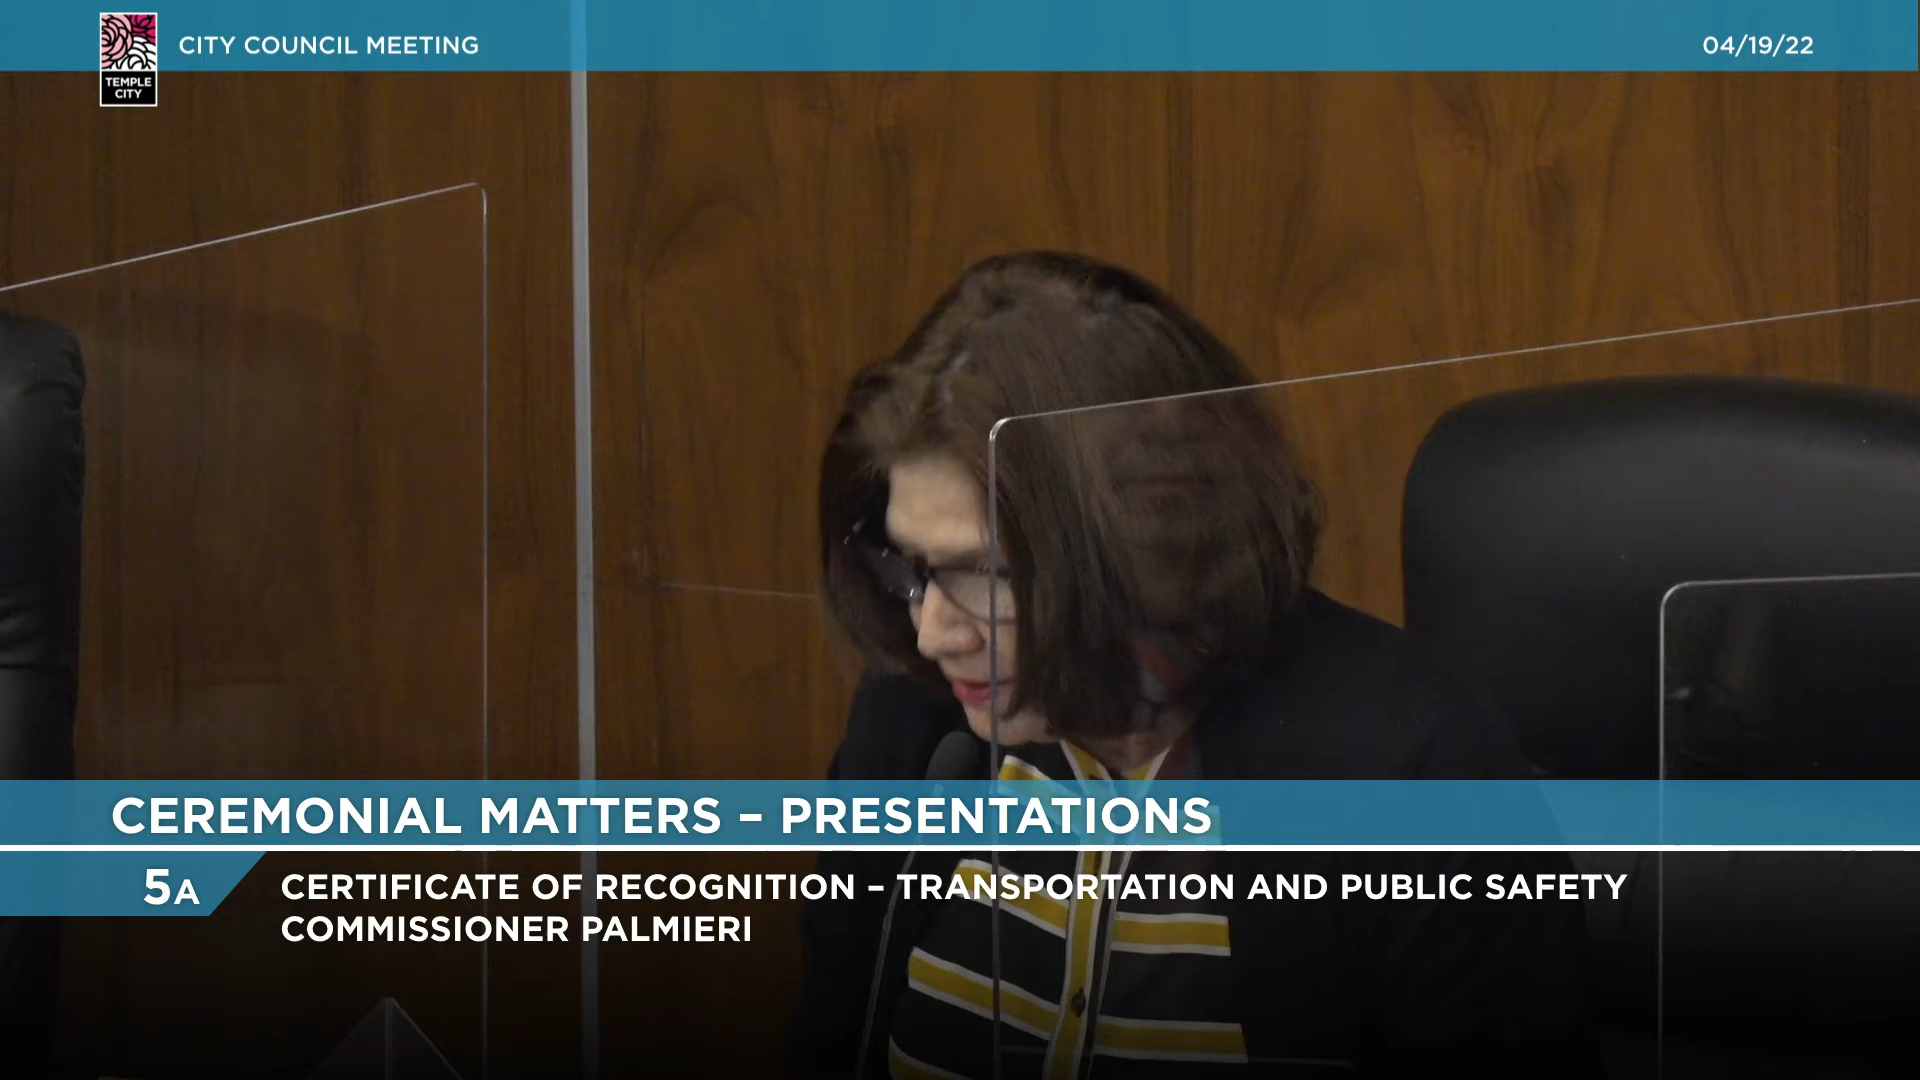 CITY COUNCIL MEETING
04/19/22
TEMPLE
CITY
CEREMONIAL MATTERS – PRESENTATIONS
5A
CERTIFICATE OF RECOGNITION – TRANSPORTATION AND PUBLIC SAFETY
COMMISSIONER PALMIERI